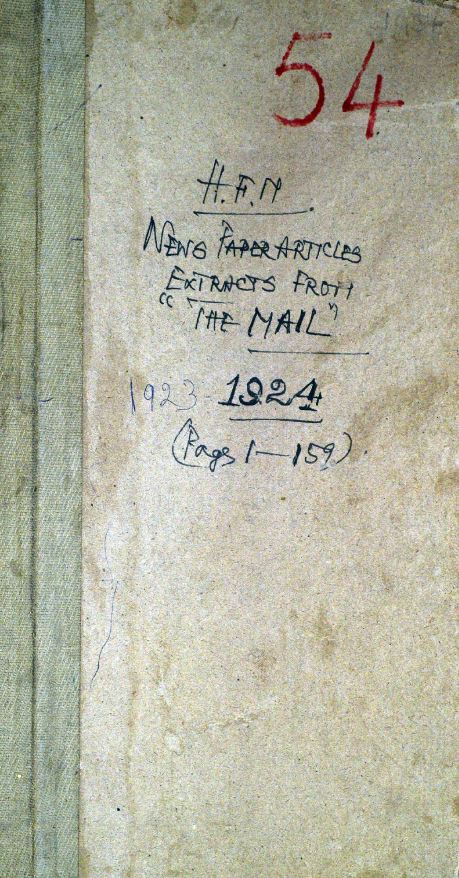 54
H.F.M.
NEWS PAPER ARTICLES
EXTRACTS FROM
"THE MAIL"
1923-1924
(Pages 1-159)